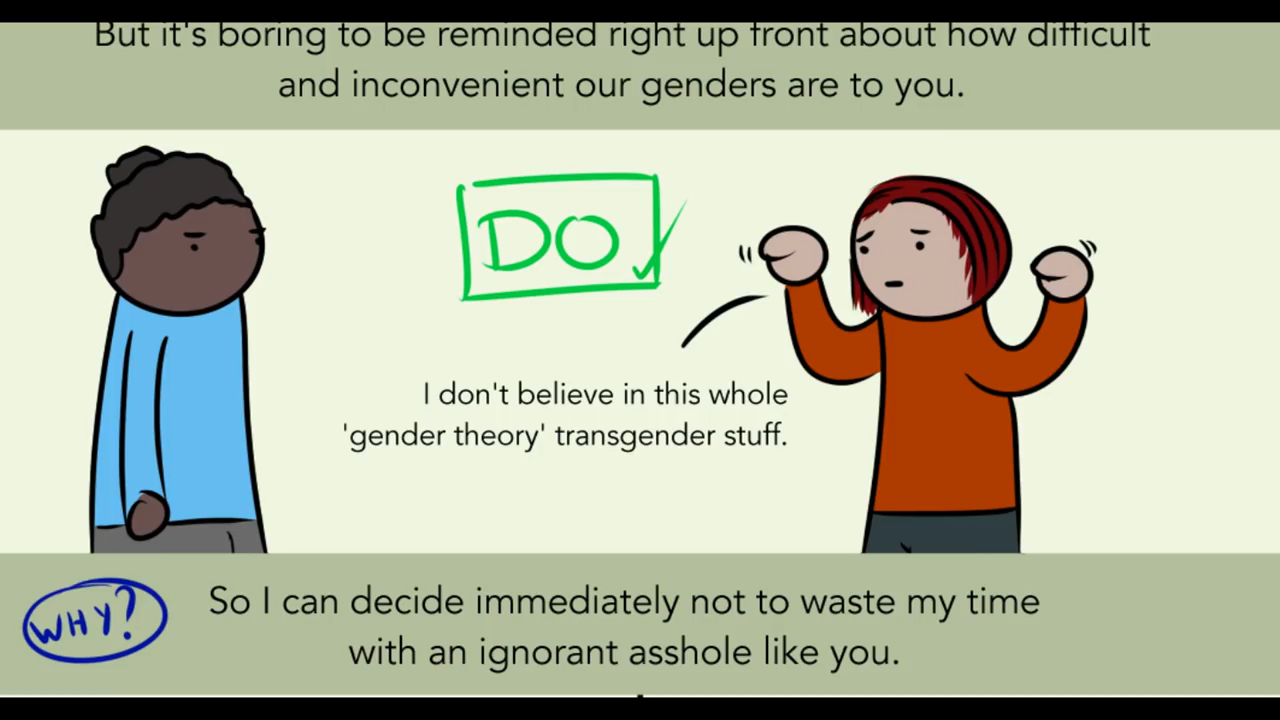 But it's boring to be reminded right up front about how difficult
and inconvenient our genders are to you.
DO
I don't believe in this whole
'gender theory' transgender stuff.
WHY?
So I can decide immediately not to waste my time
with an ignorant asshole like you.